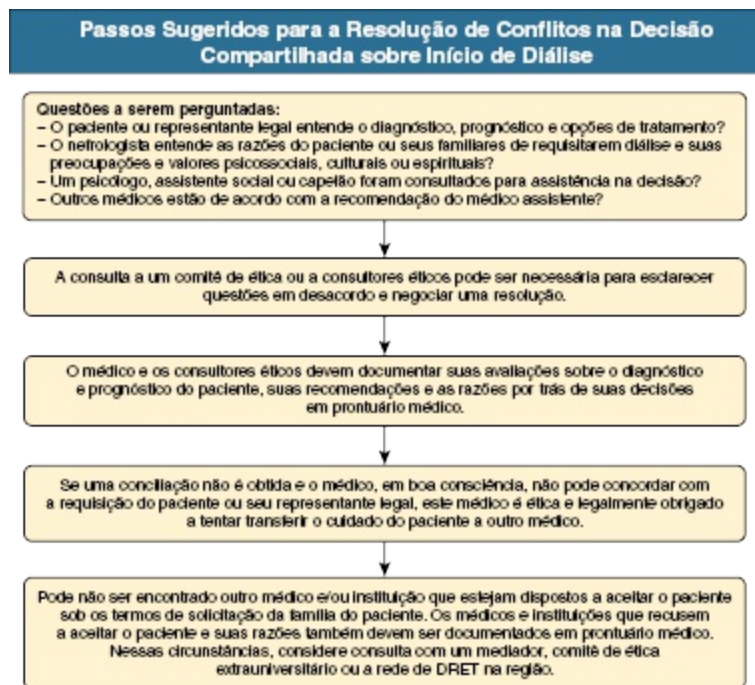 Passos Sugeridos para a Resolução de Conflitos na Decisão
Compartilhada sobre Início de Diálise
Questões a serem perguntadas:
– O paciente ou representante legal entende o diagnóstico, prognóstico e opções de tratamento?
– O nefrologista entende as razões do paciente ou seus familiares de requisitarem diálise e suas
preocupações e valores psicossociais, culturais ou espirituais?
– Um psicólogo, assistente social ou capelão foram consultados para assistência na decisão?
– Outros médicos estão de acordo com a recomendação do médico assistente?
A consulta a um comitê de ética ou a consultores éticos pode ser necessária para esclarecer
questões em desacordo e negociar uma resolução.
O médico e os consultores éticos devem documentar suas avaliações sobre o diagnóstico
e prognóstico do paciente, suas recomendações e as razões por trás de suas decisões
em prontuário médico.
Se uma conciliação não é obtida e o médico, em boa consciência, não pode concordar com
a requisição do paciente ou seu representante legal, este médico é ética e legalmente obrigado
a tentar transferir o cuidado do paciente a outro médico.
Pode não ser encontrado outro médico e/ou instituição que estejam dispostos a aceitar o paciente
sob os termos de solicitação da família do paciente. Os médicos e instituições que recusem
a aceitar o paciente e suas razões também devem ser documentados em prontuário médico.
Nessas circunstâncias, considere consulta com um mediador, comitê de ética
extrauniversitário ou a rede de DRET na região.